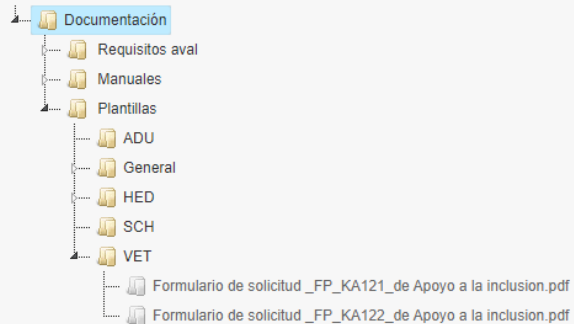 Documentación
Requisitos aval
Manuales
Plantillas
ADU
General
HED
SCH
VET
Formulario de solicitud _FP_KA121_de Apoyo a la inclusion.pdf
Formulario de solicitud _FP_KA122_de Apoyo a la inclusion.pdf